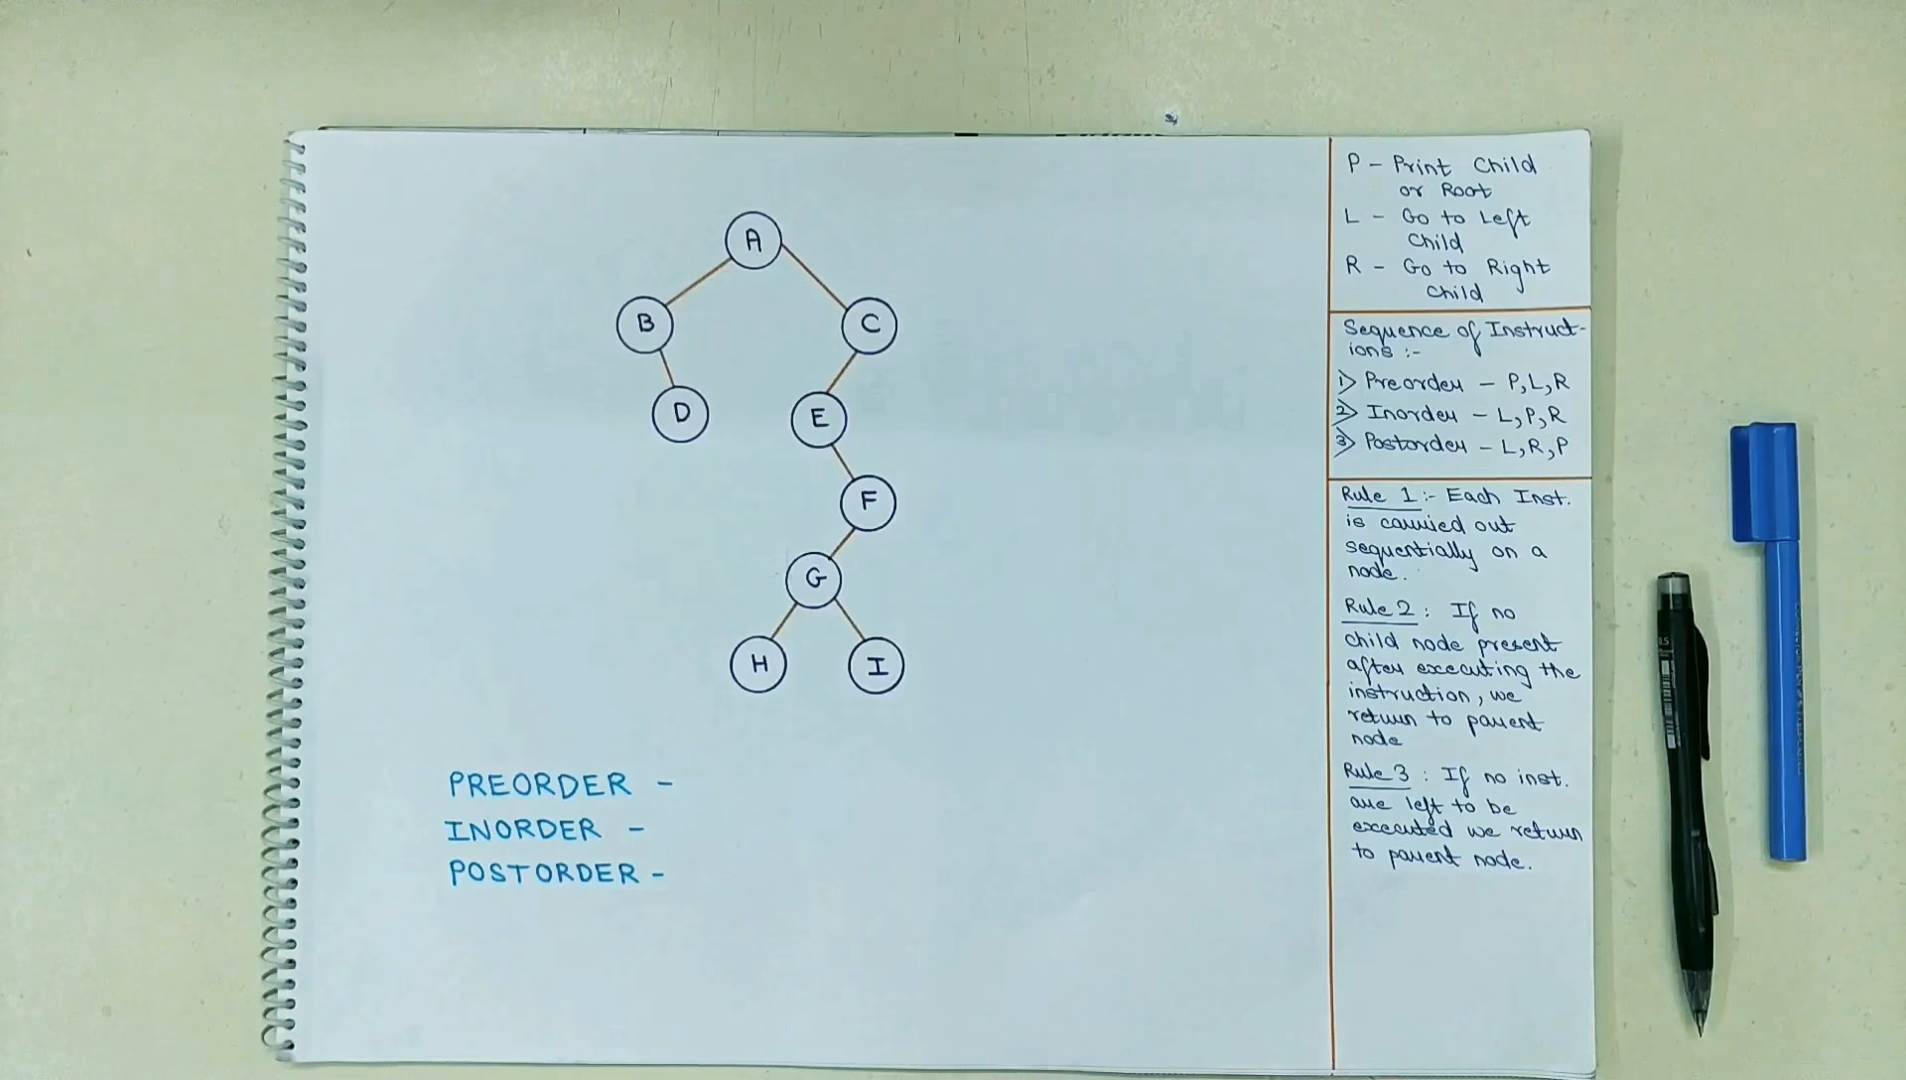 A
B
C
D
E
F
G
H
I
PREORDER -
INORDER -
POSTORDER -
P - Print Child
or Root
L - Go to Left
Child
R - Go to Right
Child
Sequence of Instruct-
ions :-
1> Preorder - P,L,R
2> Inorder - L,P,R
3> Postorder - L,R,P
Rule 1 :- Each Inst.
is carried out
sequentially on a
node.
Rule 2 : If no
child node present
after executing the
instruction, we
return to parent
node
Rule 3 : If no inst.
are left to be
executed we return
to parent node.